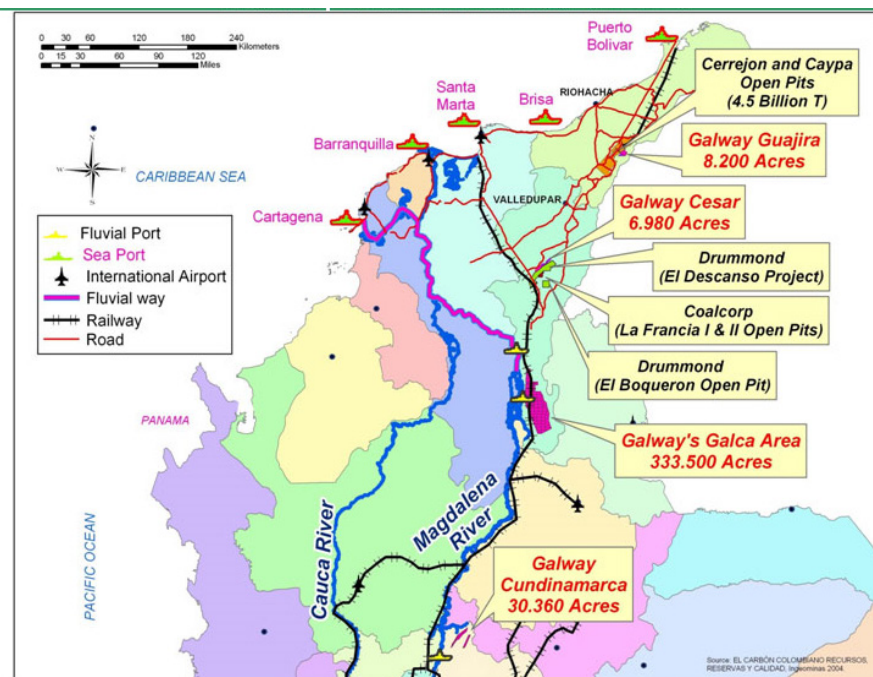 0 30 60 120 180 240
Kilometers
0 15 30 60 90 120
Miles
Puerto
Bolivar
Cerrejon and Caypa
Open Pits
(4.5 Billion T)
Santa
Marta
Brisa
RIOHACHA
Barranquilla
Galway Guajira
8.200 Acres
N
W
E
S
CARIBBEAN SEA
VALLEDUPAR
Galway Cesar
6.980 Acres
Cartagena
Fluvial Port
Sea Port
International Airport
Fluvial way
Railway
Road
Drummond
(El Descanso Project)
Coalcorp
(La Francia I & II Open Pits)
Drummond
(El Boqueron Open Pit)
PANAMA
Galway's Galca Area
333.500 Acres
PACIFIC OCEAN
Cauca River
Magdalena
River
Galway
Cundinamarca
30.360 Acres
Source: EL CARBÓN COLOMBIANO RECURSOS,
RESERVAS Y CALIDAD, Ingeominas 2004.